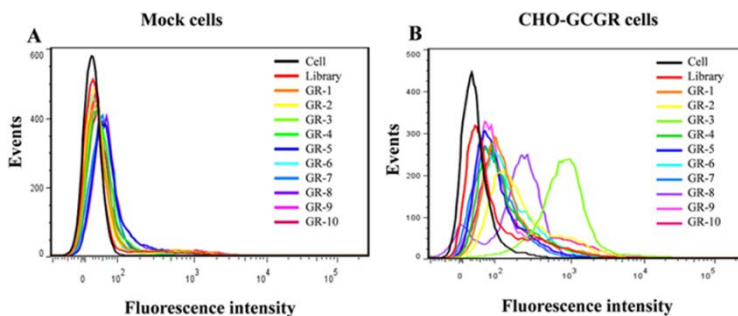 Mock cells
CHO-GCGR cells
A
600
400
200
0
Events
0
10²
10³
10⁴
10⁵
Fluorescence intensity
Cell
Library
GR-1
GR-2
GR-3
GR-4
GR-5
GR-6
GR-7
GR-8
GR-9
GR-10
B
500
400
300
200
100
0
Events
0
10²
10³
10⁴
10⁵
Fluorescence intensity
Cell
Library
GR-1
GR-2
GR-3
GR-4
GR-5
GR-6
GR-7
GR-8
GR-9
GR-10